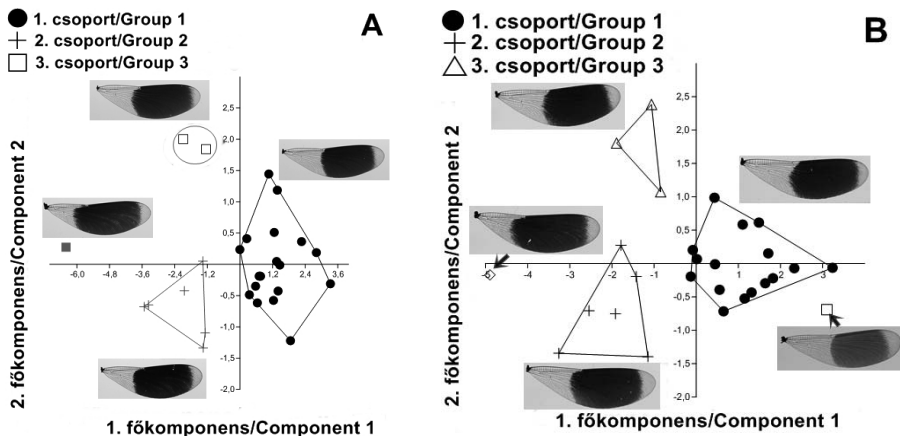 A
1. csoport/Group 1
2. csoport/Group 2
3. csoport/Group 3
2. főkomponens/Component 2
2,5
2,0
1,5
1,0
0,5
-6,0 -4,8 -3,6 -2,4 -1,2 1,2 2,4 3,6
-0,5
-1,0
-1,5
-2,0
1. főkomponens/Component 1
B
1. csoport/Group 1
2. csoport/Group 2
3. csoport/Group 3
2. főkomponens/Component 2
2,5
2,0
1,5
1,0
0,5
-5 -4 -3 -2 -1 1 2 3
-0,5
-1,0
-1,5
-2,0
1. főkomponens/Component 1